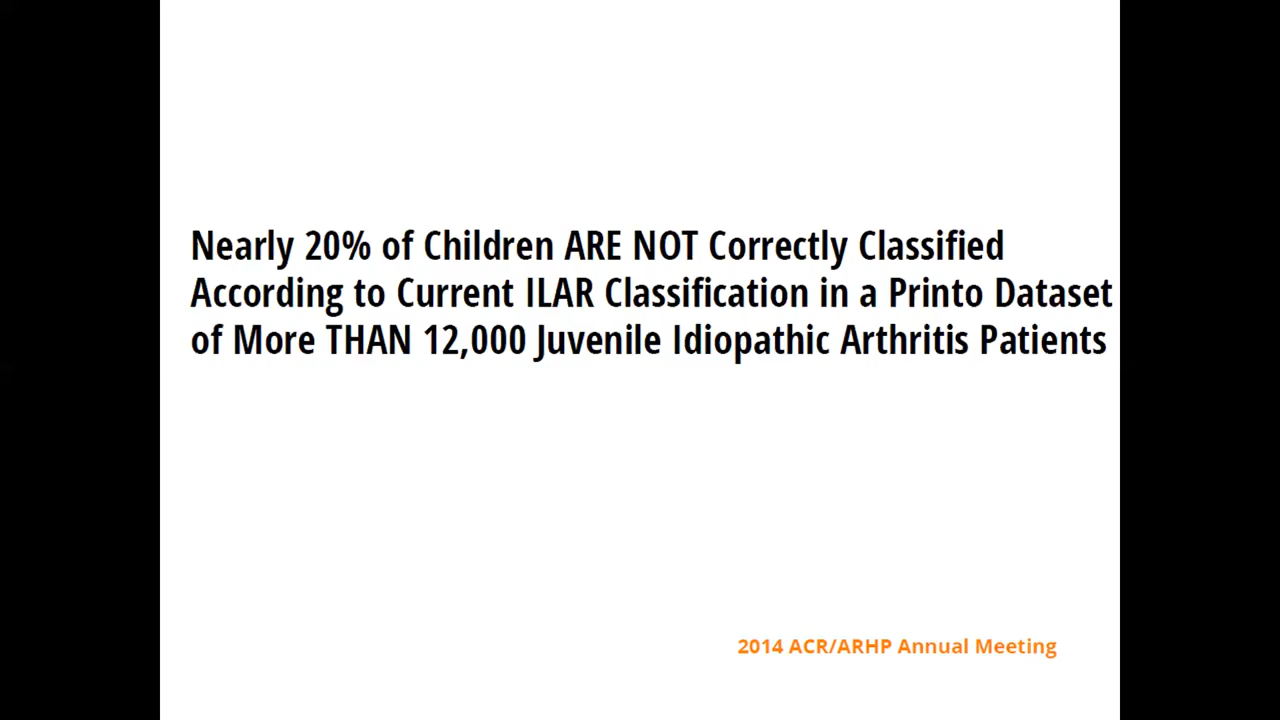 Nearly 20% of Children ARE NOT Correctly Classified
According to Current ILAR Classification in a Printo Dataset
of More THAN 12,000 Juvenile Idiopathic Arthritis Patients
2014 ACR/ARHP Annual Meeting